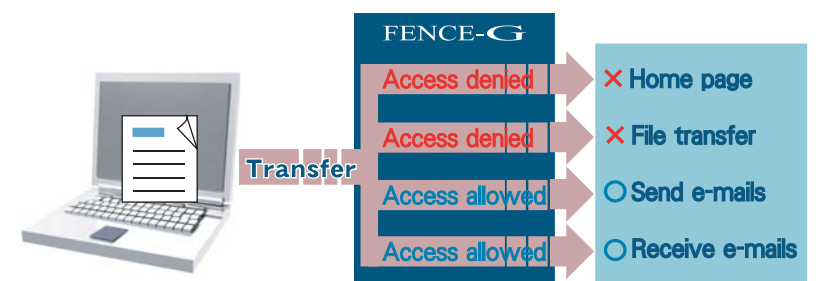 FENCE-G
Transfer
Access denied
× Home page
Access denied
× File transfer
Access allowed
○ Send e-mails
Access allowed
○ Receive e-mails